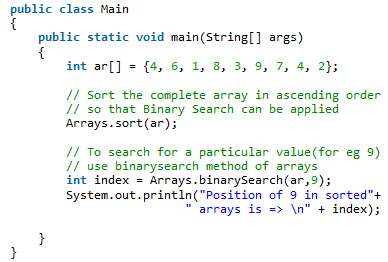 public class Main
{
    public static void main(String[] args)
    {
        int ar[] = {4, 6, 1, 8, 3, 9, 7, 4, 2};

        // Sort the complete array in ascending order
        // so that Binary Search can be applied
        Arrays.sort(ar);

        // To search for a particular value(for eg 9)
        // use binarysearch method of arrays
        int index = Arrays.binarySearch(ar,9);
        System.out.println("Position of 9 in sorted"+
                          " arrays is => \n" + index);

    }
}